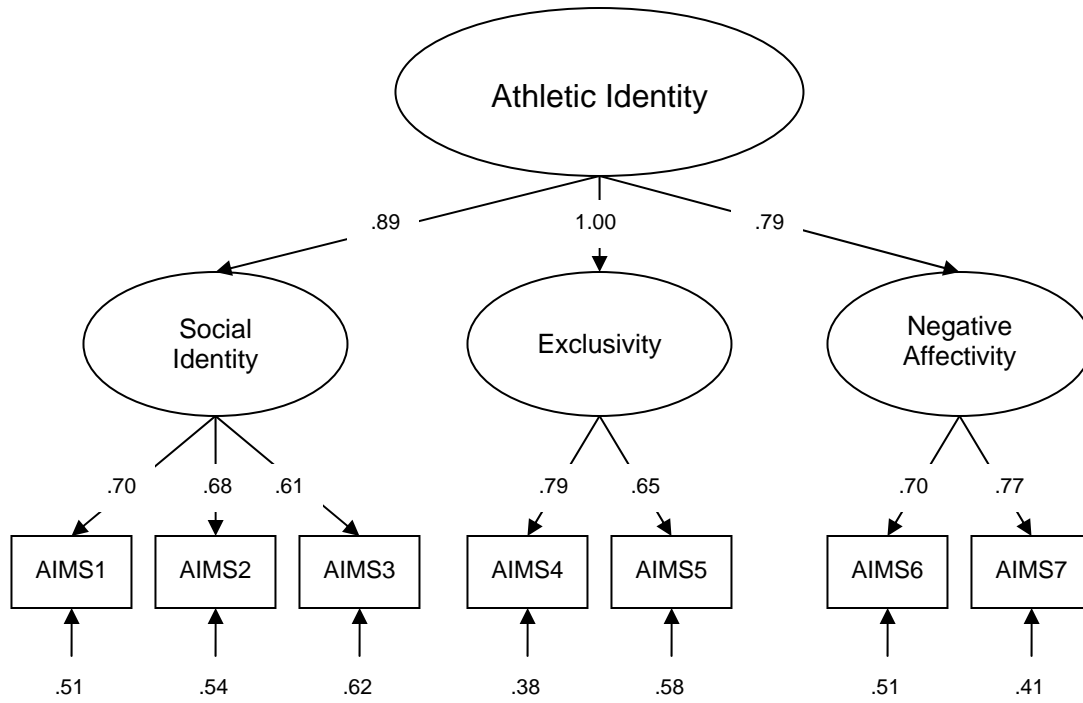 Athletic Identity
.89 1.00 .79
Social
Identity
Exclusivity
Negative
Affectivity
.70 .68 .61 .79 .65 .70 .77
AIMS1 AIMS2 AIMS3 AIMS4 AIMS5 AIMS6 AIMS7
.51 .54 .62 .38 .58 .51 .41